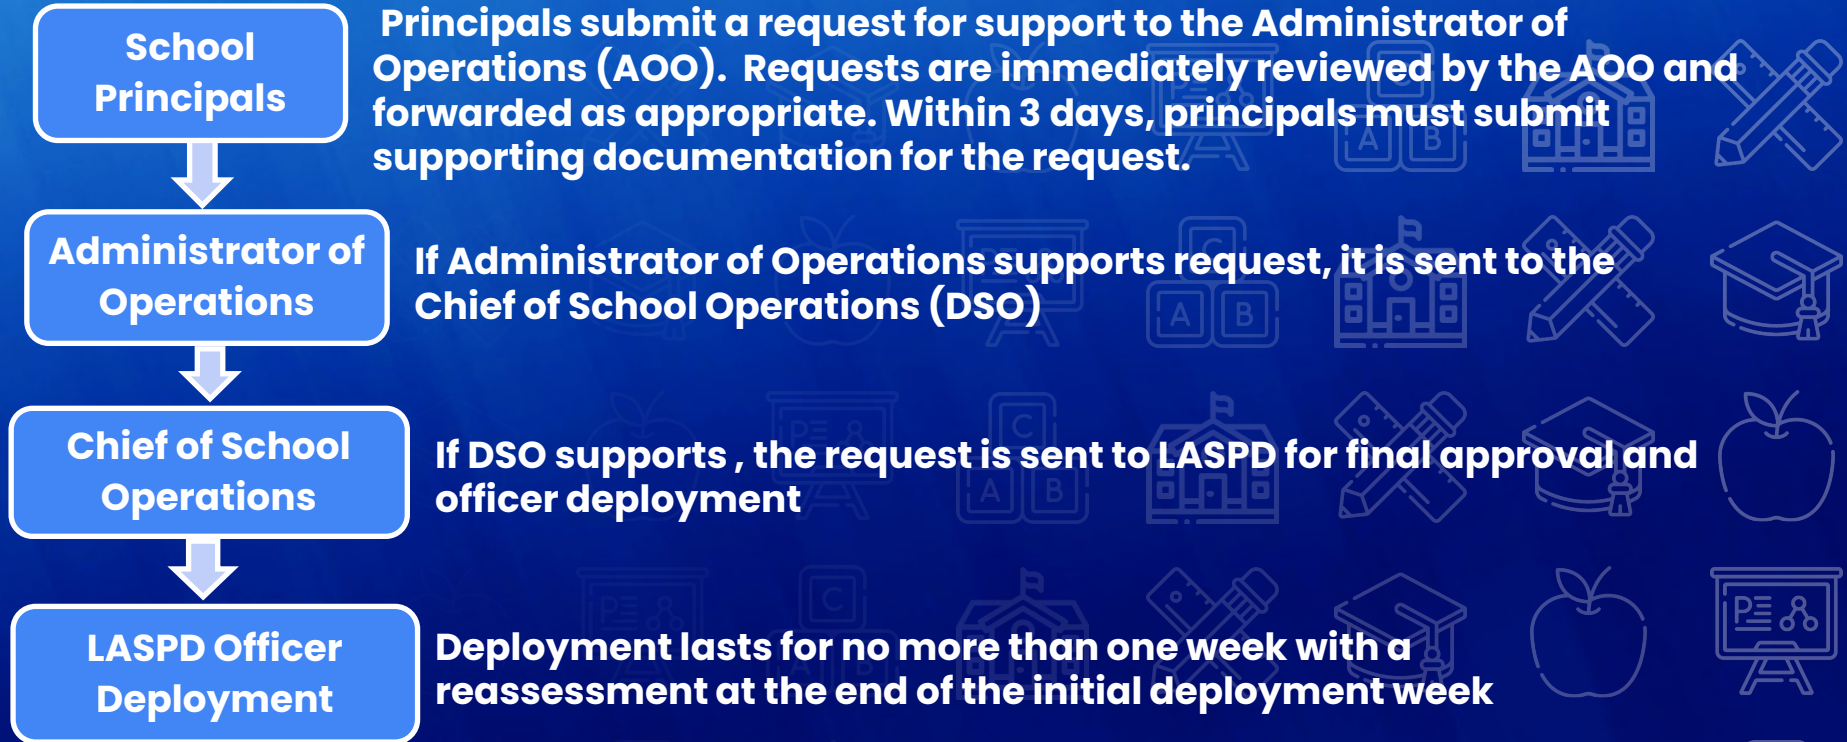 School
Principals
Principals submit a request for support to the Administrator of
Operations (AOO). Requests are immediately reviewed by the AOO and
forwarded as appropriate. Within 3 days, principals must submit
supporting documentation for the request.
Administrator of
Operations
If Administrator of Operations supports request, it is sent to the
Chief of School Operations (DSO)
Chief of School
Operations
If DSO supports , the request is sent to LASPD for final approval and
officer deployment
LASPD Officer
Deployment
Deployment lasts for no more than one week with a
reassessment at the end of the initial deployment week